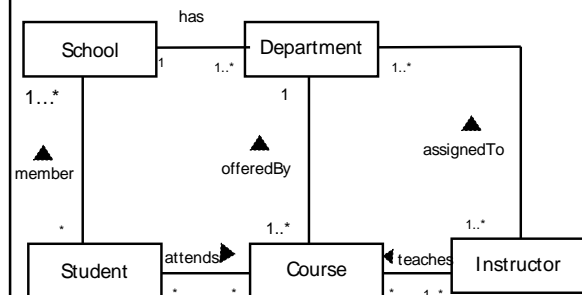 has
School
Department
1
1..*
1..*
1...*
1
assignedTo
offeredBy
member
*
1..*
1..*
attends
teaches
Student
Course
Instructor
*
*
*
1..*